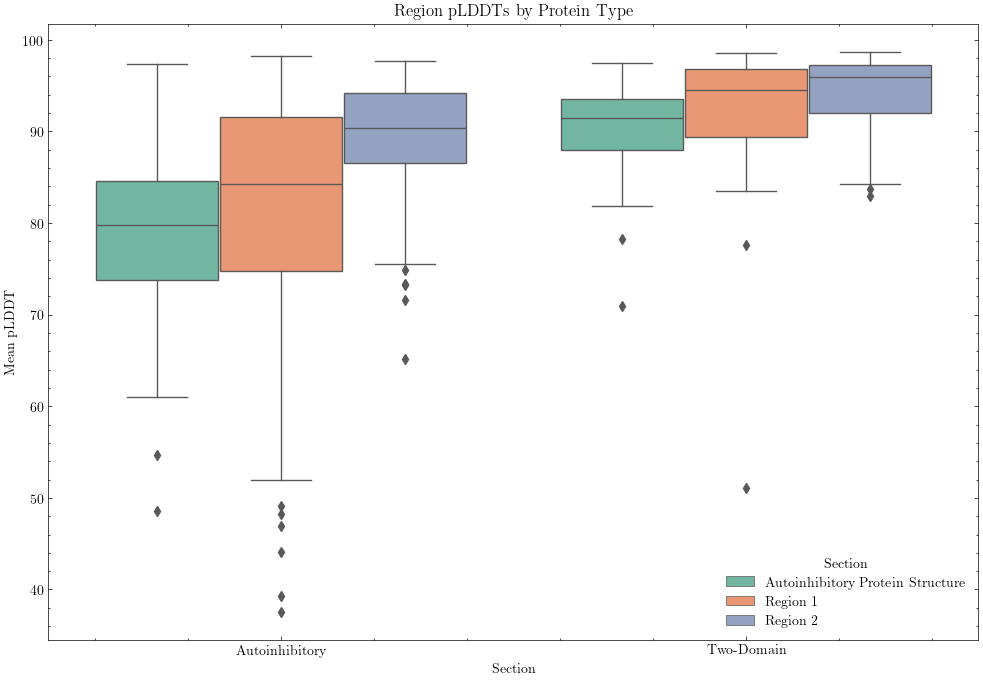 Region pLDDTs by Protein Type
Mean pLDDT
100
90
80
70
60
50
40
Section
Autoinhibitory Protein Structure
Region 1
Region 2
Autoinhibitory
Two-Domain
Section